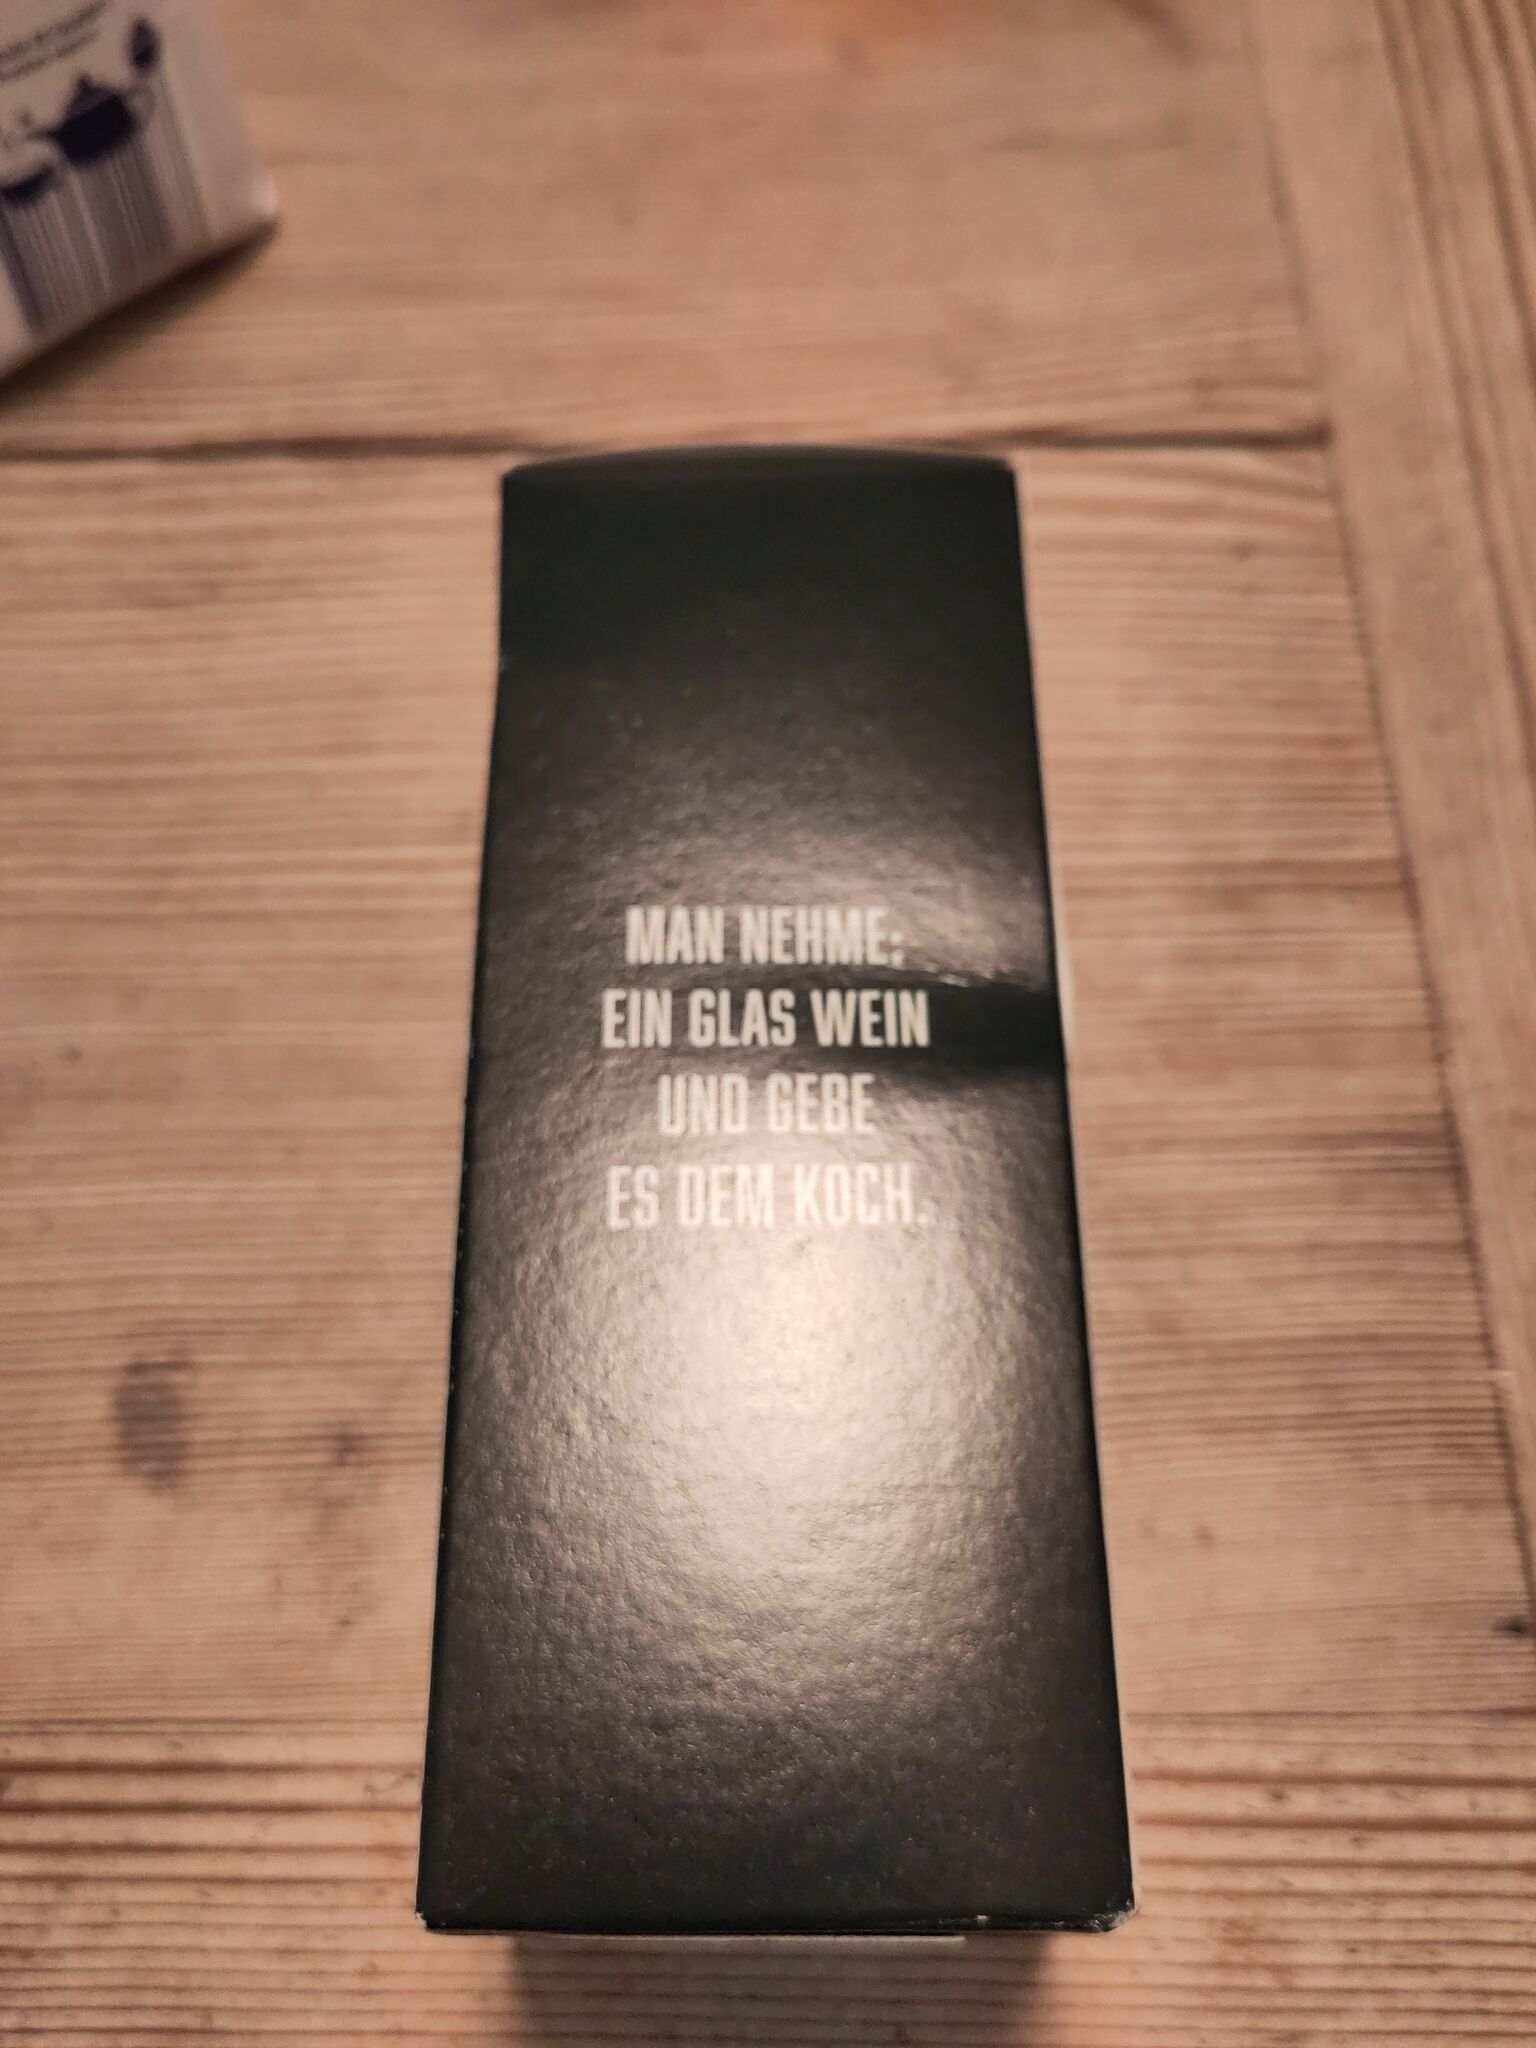 MAN NEHME:
EIN GLAS WEIN
UND GEBE
ES DEM KOCH.